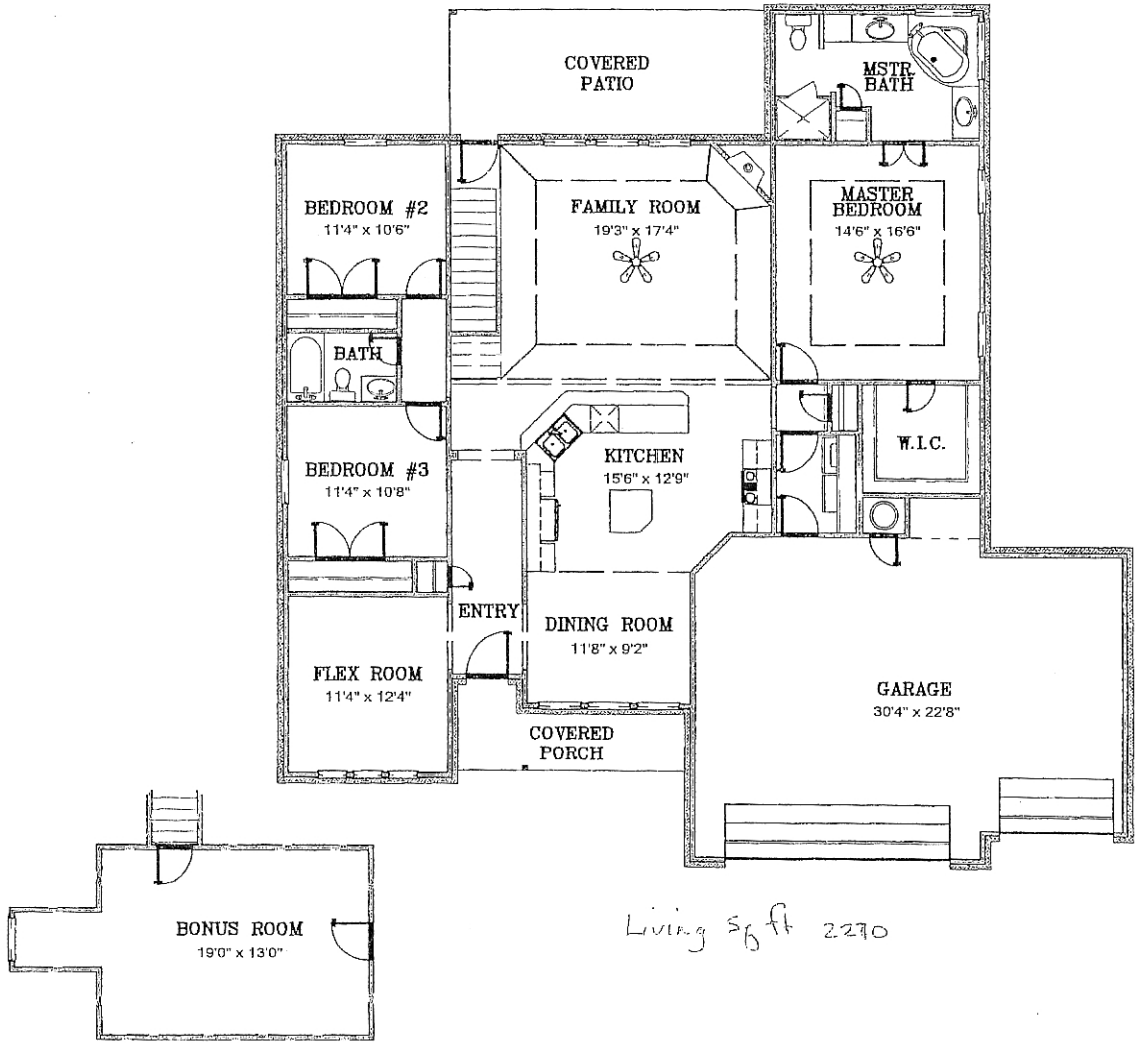 COVERED
PATIO
MSTR.
BATH
BEDROOM #2
11'4" x 10'6"
FAMILY ROOM
19'3" x 17'4"
MASTER
BEDROOM
14'6" x 16'6"
BATH
BEDROOM #3
11'4" x 10'8"
KITCHEN
15'6" x 12'9"
W.I.C.
ENTRY
DINING ROOM
11'8" x 9'2"
FLEX ROOM
11'4" x 12'4"
GARAGE
30'4" x 22'8"
COVERED
PORCH
BONUS ROOM
19'0" x 13'0"
Living sq ft 2270